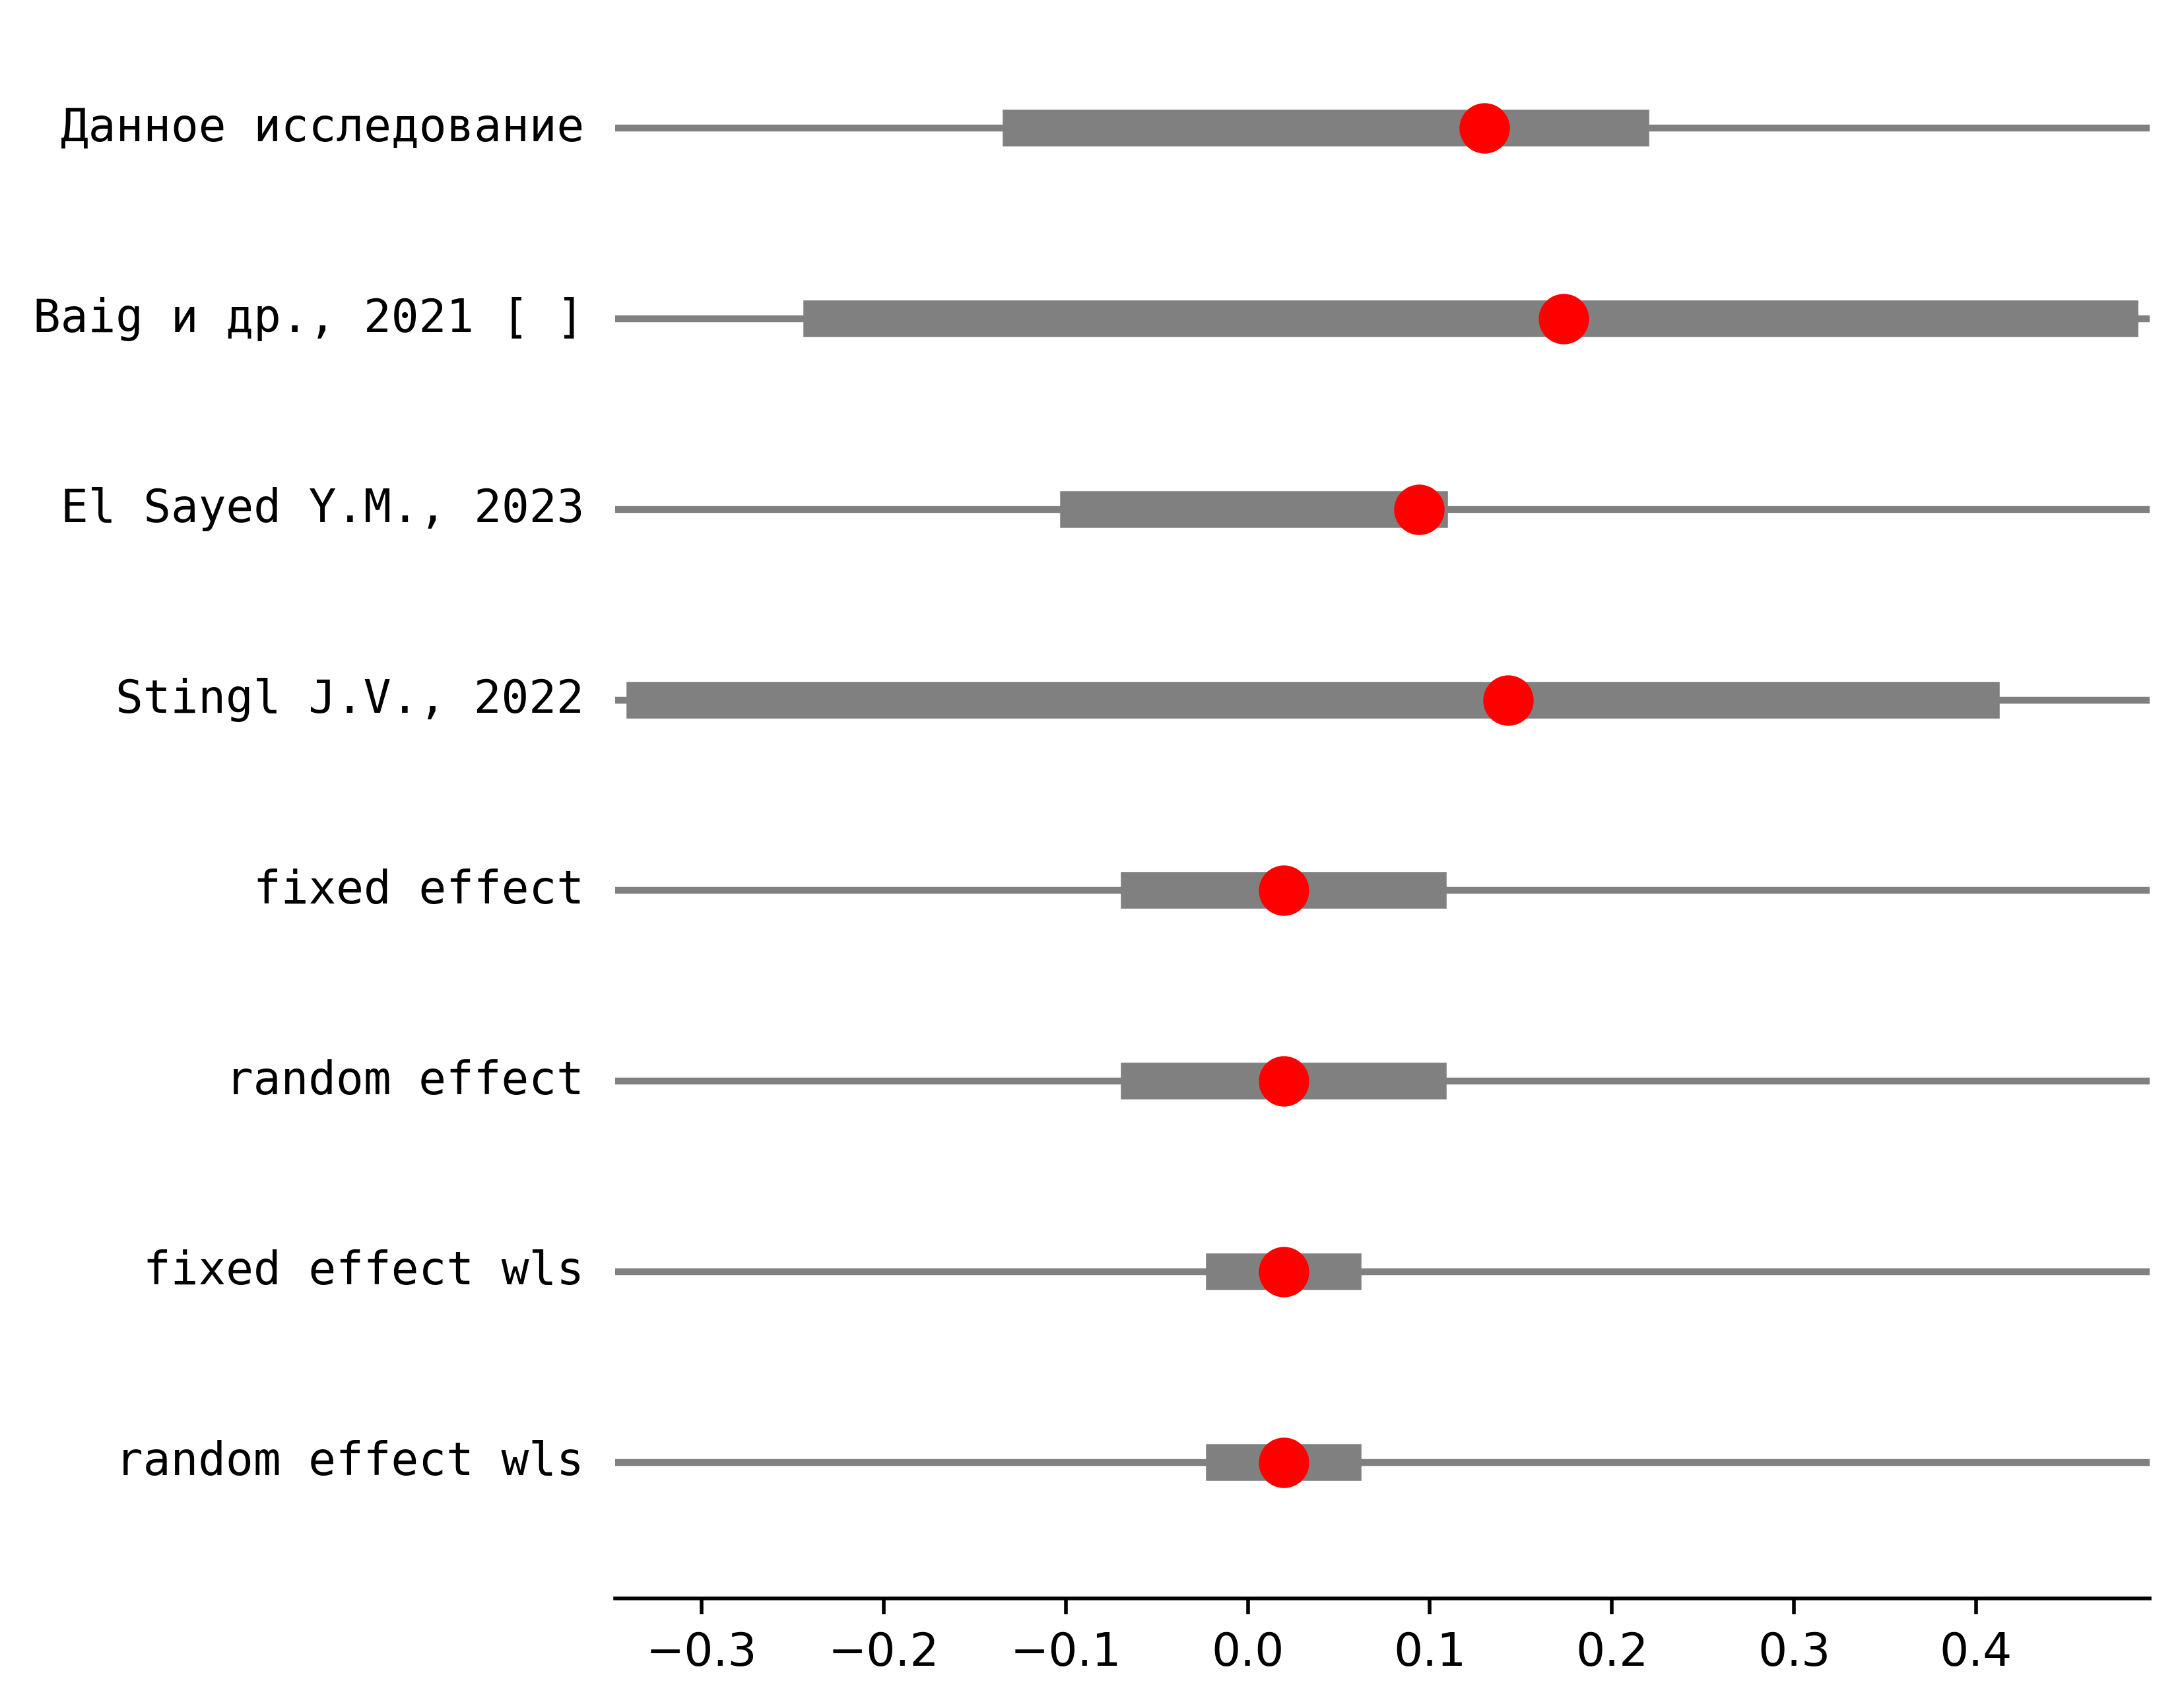 Данное исследование
Baig и др., 2021 [ ]
El Sayed Y.M., 2023
Stingl J.V., 2022
fixed effect
random effect
fixed effect wls
random effect wls
−0.3 −0.2 −0.1 0.0 0.1 0.2 0.3 0.4